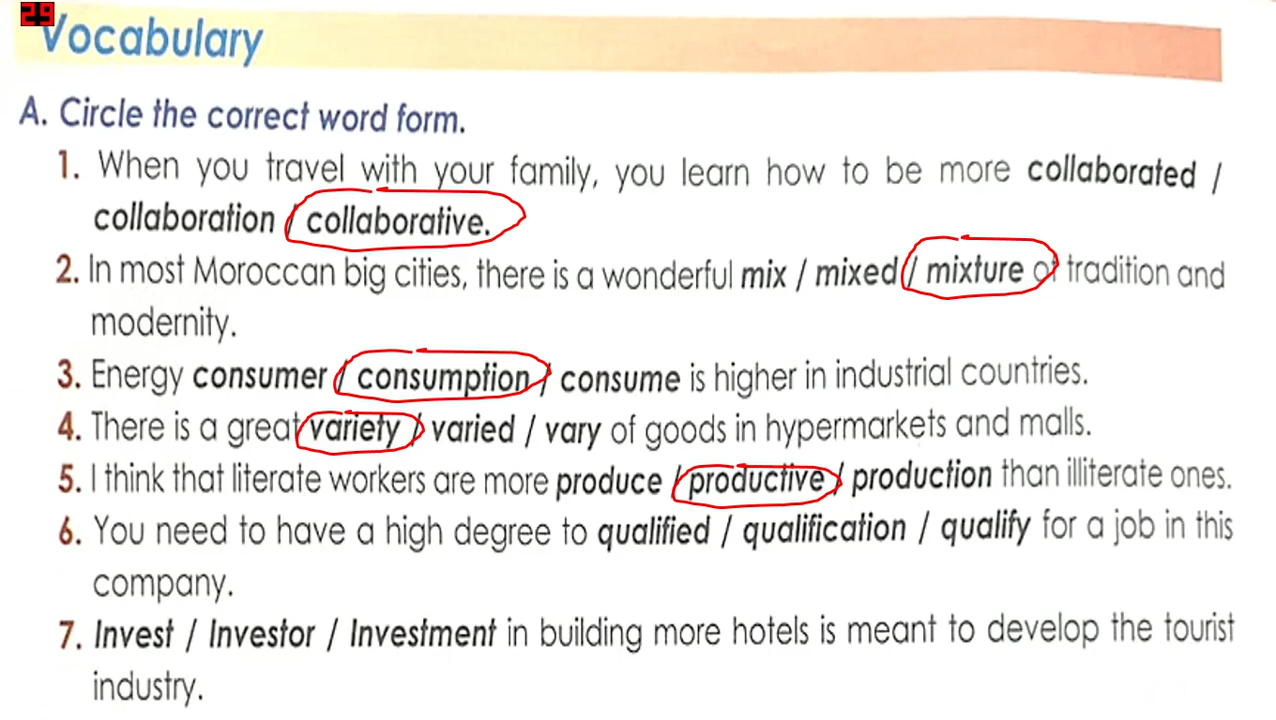 29
Vocabulary
A. Circle the correct word form.
1. When you travel with your family, you learn how to be more collaborated /
collaboration / collaborative.
2. In most Moroccan big cities, there is a wonderful mix / mixed / mixture of tradition and
modernity.
3. Energy consumer / consumption / consume is higher in industrial countries.
4. There is a great variety / varied / vary of goods in hypermarkets and malls.
5. I think that literate workers are more produce / productive / production than illiterate ones.
6. You need to have a high degree to qualified / qualification / qualify for a job in this
company.
7. Invest / Investor / Investment in building more hotels is meant to develop the tourist
industry.